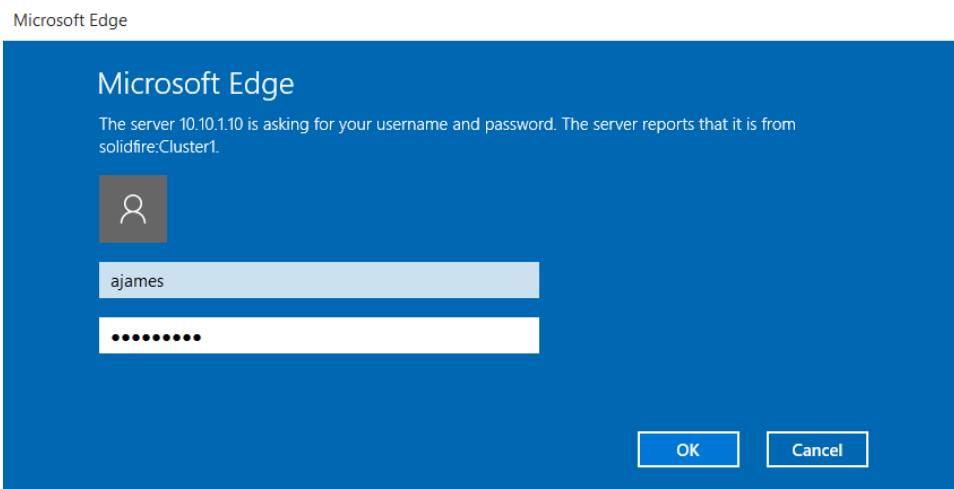 Microsoft Edge
Microsoft Edge
The server 10.10.1.10 is asking for your username and password. The server reports that it is from
solidfire:Cluster1.
ajames
•••••••••
OK Cancel